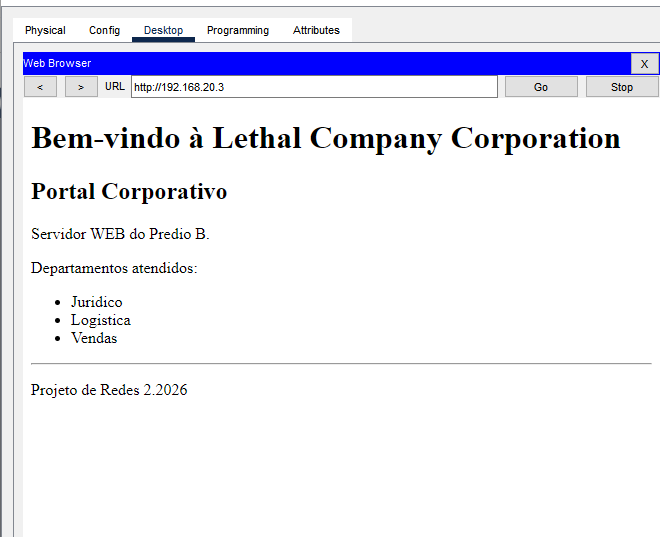 Physical Config Desktop Programming Attributes
Web Browser X
< > URL http://192.168.20.3 Go Stop
Bem-vindo à Lethal Company Corporation
Portal Corporativo
Servidor WEB do Predio B.
Departamentos atendidos:
• Juridico
• Logistica
• Vendas
Projeto de Redes 2.2026